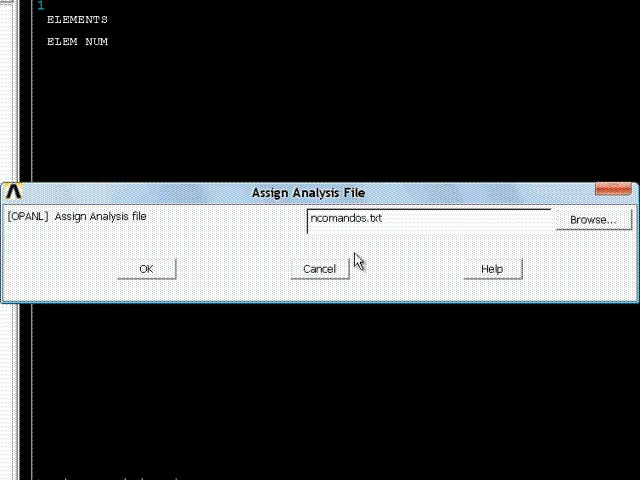 1
ELEMENTS
ELEM NUM
Assign Analysis File
[OPANL] Assign Analysis file
ncomandos.txt
Browse...
OK
Cancel
Help